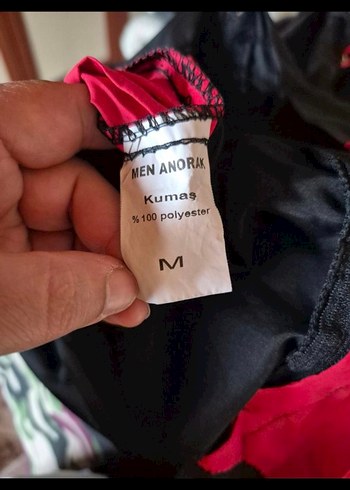 MEN ANORAK
Kumaş
% 100 polyester
M